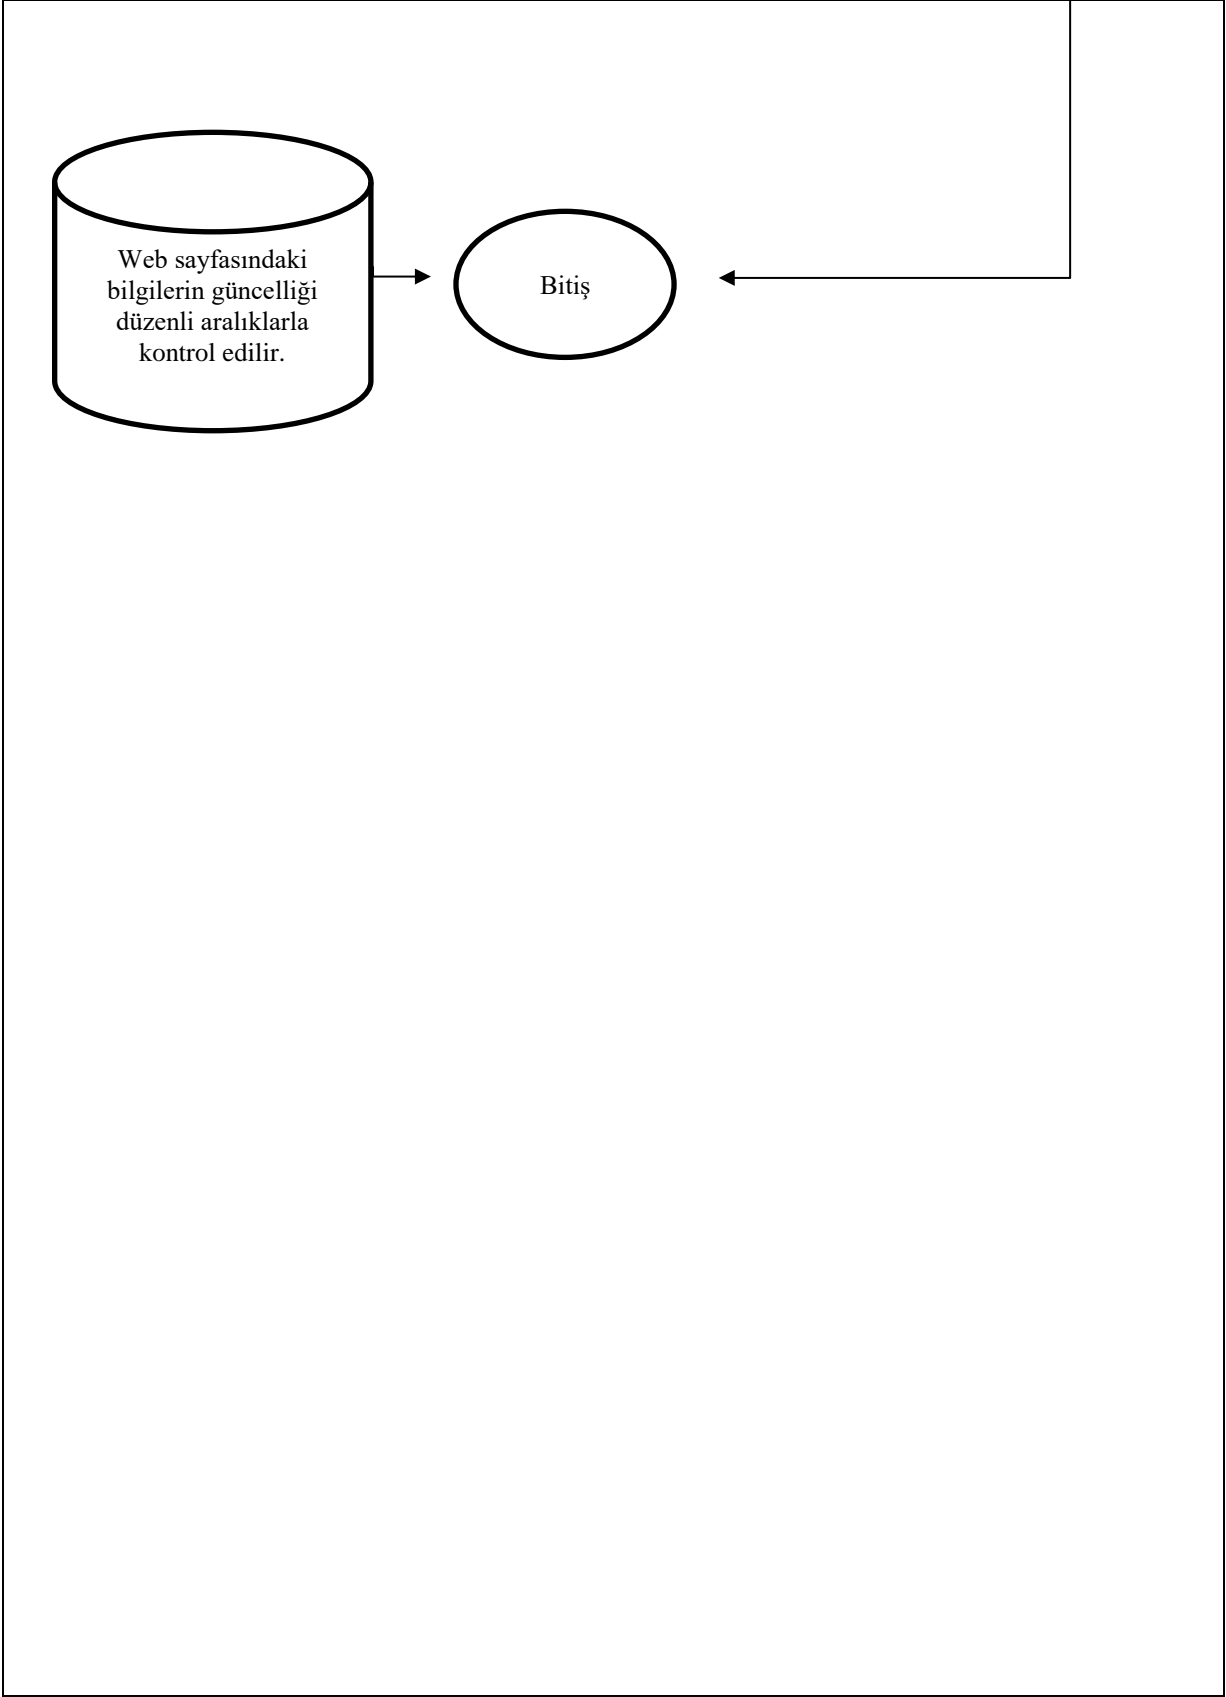 Web sayfasındaki
bilgilerin güncelliği
düzenli aralıklarla
kontrol edilir.
Bitiş